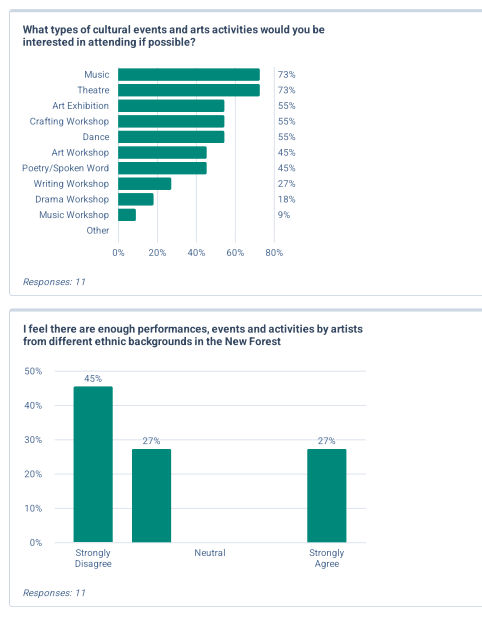 What types of cultural events and arts activities would you be
interested in attending if possible?
Music 73%
Theatre 73%
Art Exhibition 55%
Crafting Workshop 55%
Dance 55%
Art Workshop 45%
Poetry/Spoken Word 45%
Writing Workshop 27%
Drama Workshop 18%
Music Workshop 9%
Other
0% 20% 40% 60% 80%
Responses: 11
I feel there are enough performances, events and activities by artists
from different ethnic backgrounds in the New Forest
50%
45%
40%
27% 27%
30%
20%
10%
0%
Strongly Neutral Strongly
Disagree Agree
Responses: 11